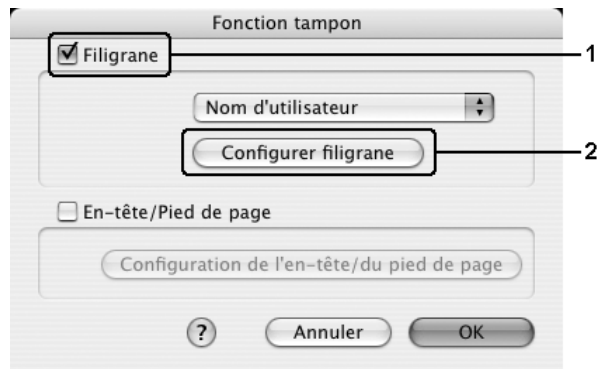 Fonction tampon
Filigrane
1
Nom d'utilisateur
Configurer filigrane
2
En-tête/Pied de page
Configuration de l'en-tête/du pied de page
?
Annuler
OK